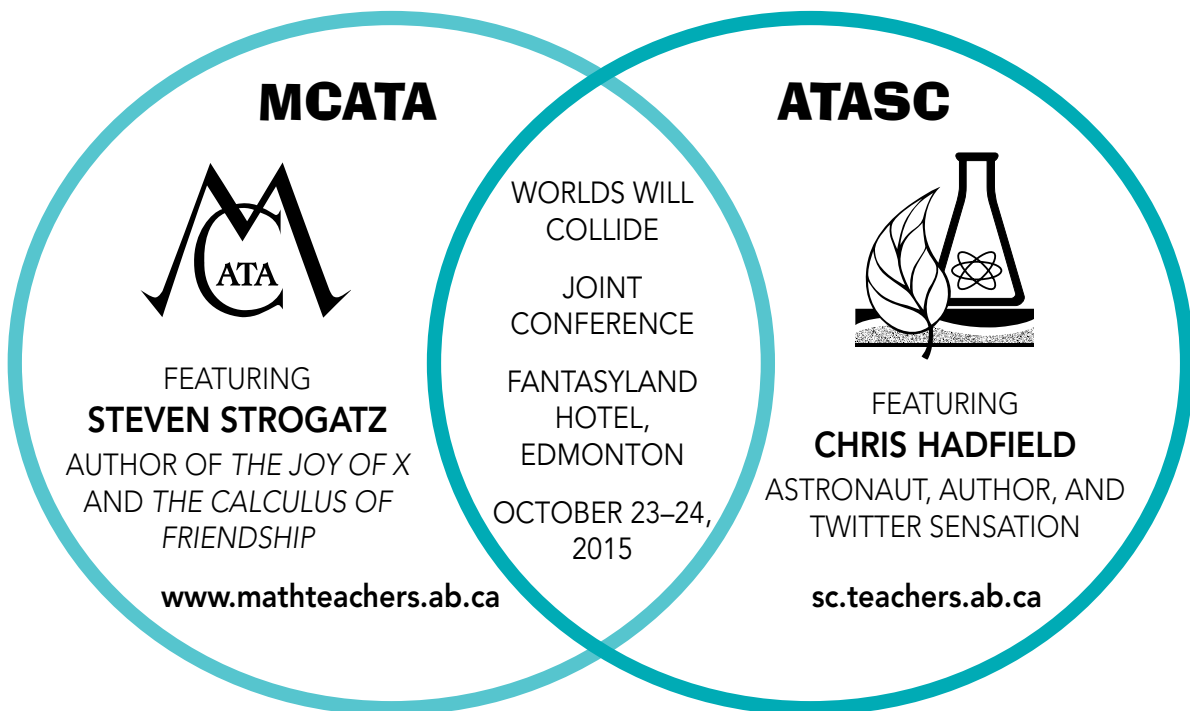 MCATA
M
C
ATA
FEATURING
STEVEN STROGATZ
AUTHOR OF THE JOY OF X
AND THE CALCULUS OF
FRIENDSHIP
www.mathteachers.ab.ca
WORLDS WILL
COLLIDE
JOINT
CONFERENCE
FANTASYLAND
HOTEL,
EDMONTON
OCTOBER 23–24,
2015
ATASC
FEATURING
CHRIS HADFIELD
ASTRONAUT, AUTHOR, AND
TWITTER SENSATION
sc.teachers.ab.ca